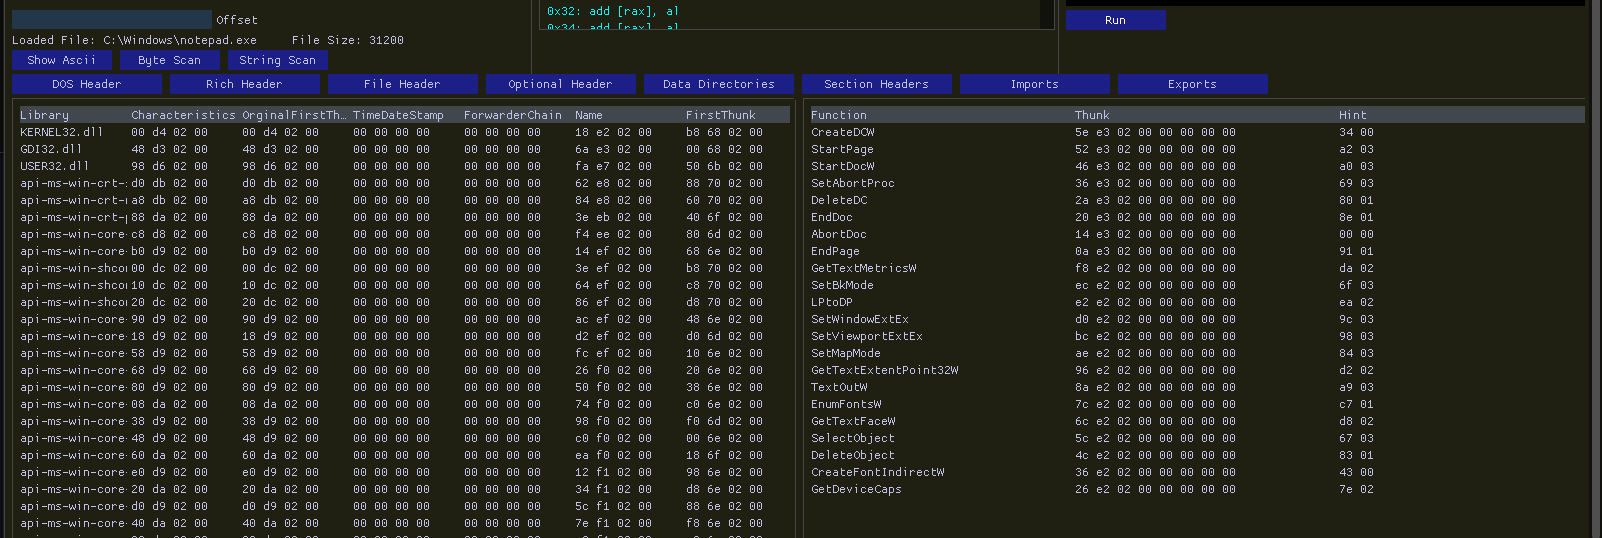 0x32: add [rax], al
Offset
0x34: add [rax], al
Run
Loaded File: C:\Windows\notepad.exe File Size: 31200
Show Ascii Byte Scan String Scan
DOS Header Rich Header File Header Optional Header Data Directories Section Headers Imports Exports
Library Characteristics OrginalFirstTh… TimeDateStamp ForwarderChain Name FirstThunk
KERNEL32.dll 00 d4 02 00 00 d4 02 00 00 00 00 00 00 00 00 00 18 e2 02 00 b8 68 02 00
GDI32.dll 48 d3 02 00 48 d3 02 00 00 00 00 00 00 00 00 00 6a e3 02 00 00 68 02 00
USER32.dll 98 d6 02 00 98 d6 02 00 00 00 00 00 00 00 00 00 fa e7 02 00 50 6b 02 00
api-ms-win-crt- d0 db 02 00 d0 db 02 00 00 00 00 00 00 00 00 00 62 e8 02 00 88 70 02 00
api-ms-win-crt- a8 db 02 00 a8 db 02 00 00 00 00 00 00 00 00 00 84 e8 02 00 60 70 02 00
api-ms-win-crt- 88 da 02 00 88 da 02 00 00 00 00 00 00 00 00 00 3e eb 02 00 40 6f 02 00
api-ms-win-core- c8 d8 02 00 c8 d8 02 00 00 00 00 00 00 00 00 00 f4 ee 02 00 80 6d 02 00
api-ms-win-core- b0 d9 02 00 b0 d9 02 00 00 00 00 00 00 00 00 00 14 ef 02 00 68 6e 02 00
api-ms-win-shco 00 dc 02 00 00 dc 02 00 00 00 00 00 00 00 00 00 3e ef 02 00 b8 70 02 00
api-ms-win-shco 10 dc 02 00 10 dc 02 00 00 00 00 00 00 00 00 00 64 ef 02 00 c8 70 02 00
api-ms-win-shco 20 dc 02 00 20 dc 02 00 00 00 00 00 00 00 00 00 86 ef 02 00 d8 70 02 00
api-ms-win-core- 90 d9 02 00 90 d9 02 00 00 00 00 00 00 00 00 00 ac ef 02 00 48 6e 02 00
api-ms-win-core- 18 d9 02 00 18 d9 02 00 00 00 00 00 00 00 00 00 d2 ef 02 00 d0 6d 02 00
api-ms-win-core- 58 d9 02 00 58 d9 02 00 00 00 00 00 00 00 00 00 fc ef 02 00 10 6e 02 00
api-ms-win-core- 68 d9 02 00 68 d9 02 00 00 00 00 00 00 00 00 00 26 f0 02 00 20 6e 02 00
api-ms-win-core- 80 d9 02 00 80 d9 02 00 00 00 00 00 00 00 00 00 50 f0 02 00 38 6e 02 00
api-ms-win-core- 08 da 02 00 08 da 02 00 00 00 00 00 00 00 00 00 74 f0 02 00 c0 6e 02 00
api-ms-win-core- 38 d9 02 00 38 d9 02 00 00 00 00 00 00 00 00 00 98 f0 02 00 f0 6d 02 00
api-ms-win-core- 48 d9 02 00 48 d9 02 00 00 00 00 00 00 00 00 00 c0 f0 02 00 00 6e 02 00
api-ms-win-core- 60 da 02 00 60 da 02 00 00 00 00 00 00 00 00 00 ea f0 02 00 18 6f 02 00
api-ms-win-core- e0 d9 02 00 e0 d9 02 00 00 00 00 00 00 00 00 00 12 f1 02 00 98 6e 02 00
api-ms-win-core- 20 da 02 00 20 da 02 00 00 00 00 00 00 00 00 00 34 f1 02 00 d8 6e 02 00
api-ms-win-core- d0 d9 02 00 d0 d9 02 00 00 00 00 00 00 00 00 00 5c f1 02 00 88 6e 02 00
api-ms-win-core- 40 da 02 00 40 da 02 00 00 00 00 00 00 00 00 00 7e f1 02 00 f8 6e 02 00
Function Thunk Hint
CreateDCW 5e e3 02 00 00 00 00 00 34 00
StartPage 52 e3 02 00 00 00 00 00 a2 03
StartDocW 46 e3 02 00 00 00 00 00 a0 03
SetAbortProc 36 e3 02 00 00 00 00 00 69 03
DeleteDC 2a e3 02 00 00 00 00 00 80 01
EndDoc 20 e3 02 00 00 00 00 00 8e 01
AbortDoc 14 e3 02 00 00 00 00 00 00 00
EndPage 0a e3 02 00 00 00 00 00 91 01
GetTextMetricsW f8 e2 02 00 00 00 00 00 da 02
SetBkMode ec e2 02 00 00 00 00 00 6f 03
LPtoDP e2 e2 02 00 00 00 00 00 ea 02
SetWindowExtEx d0 e2 02 00 00 00 00 00 9c 03
SetViewportExtEx bc e2 02 00 00 00 00 00 98 03
SetMapMode ae e2 02 00 00 00 00 00 84 03
GetTextExtentPoint32W 96 e2 02 00 00 00 00 00 d2 02
TextOutW 8a e2 02 00 00 00 00 00 a9 03
EnumFontsW 7c e2 02 00 00 00 00 00 c7 01
GetTextFaceW 6c e2 02 00 00 00 00 00 d8 02
SelectObject 5c e2 02 00 00 00 00 00 67 03
DeleteObject 4c e2 02 00 00 00 00 00 83 01
CreateFontIndirectW 36 e2 02 00 00 00 00 00 43 00
GetDeviceCaps 26 e2 02 00 00 00 00 00 7e 02